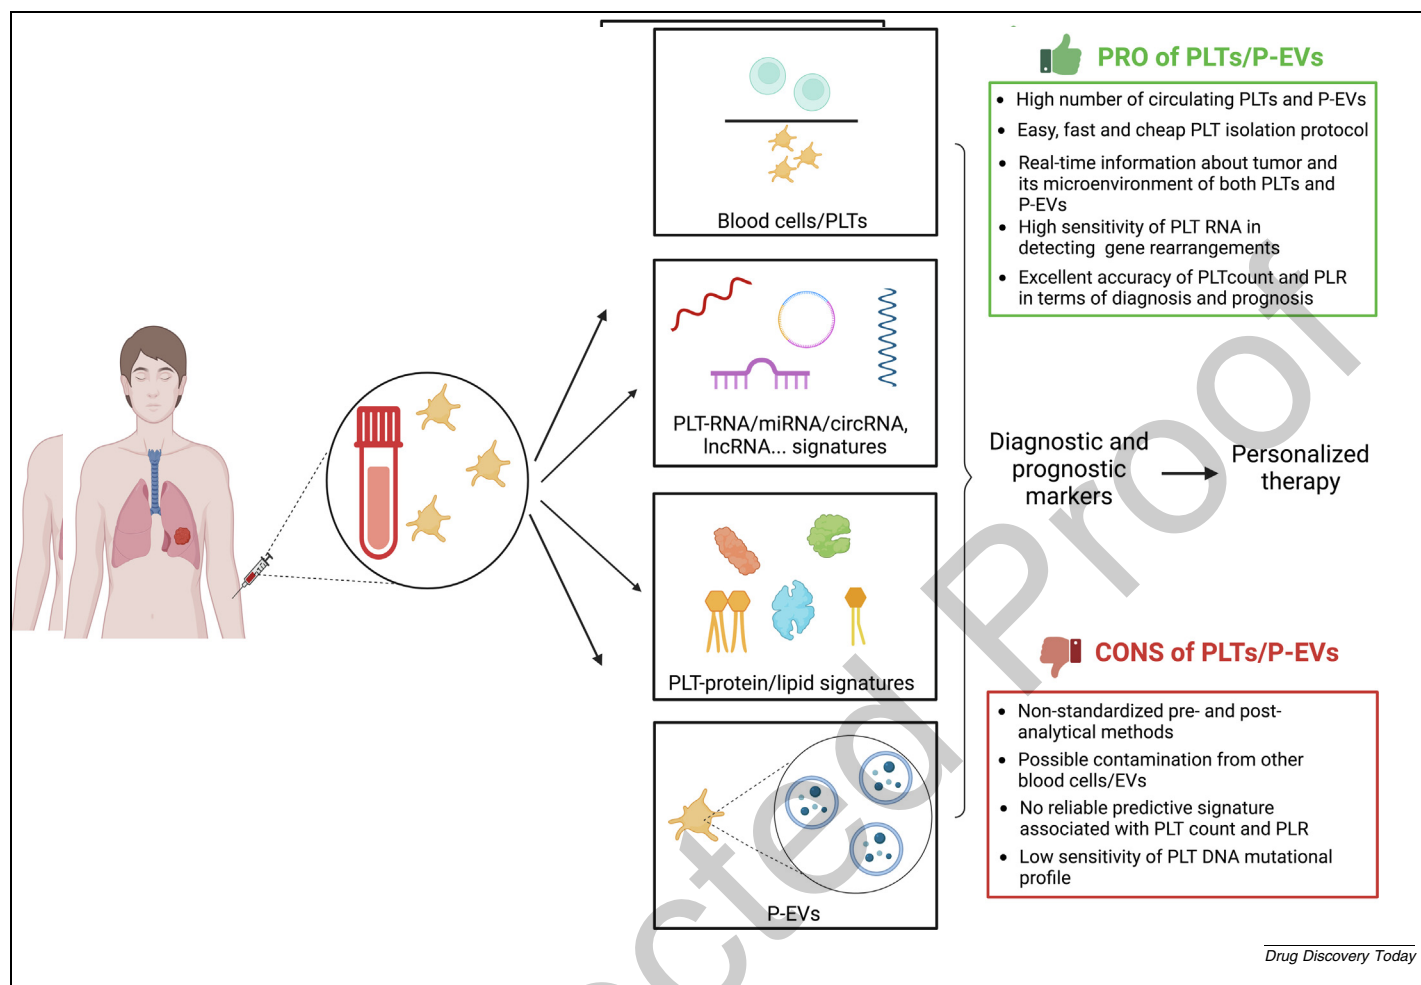 PRO of PLTs/P-EVs
• High number of circulating PLTs and P-EVs
• Easy, fast and cheap PLT isolation protocol
• Real-time information about tumor and
its microenvironment of both PLTs and
P-EVs
• High sensitivity of PLT RNA in
detecting gene rearrangements
• Excellent accuracy of PLTcount and PLR
in terms of diagnosis and prognosis
Blood cells/PLTs
PLT-RNA/miRNA/circRNA,
lncRNA... signatures
PLT-protein/lipid signatures
P-EVs
Diagnostic and
prognostic
markers
Personalized
therapy
CONS of PLTs/P-EVs
• Non-standardized pre- and post-
analytical methods
• Possible contamination from other
blood cells/EVs
• No reliable predictive signature
associated with PLT count and PLR
• Low sensitivity of PLT DNA mutational
profile
Drug Discovery Today
cted Proof